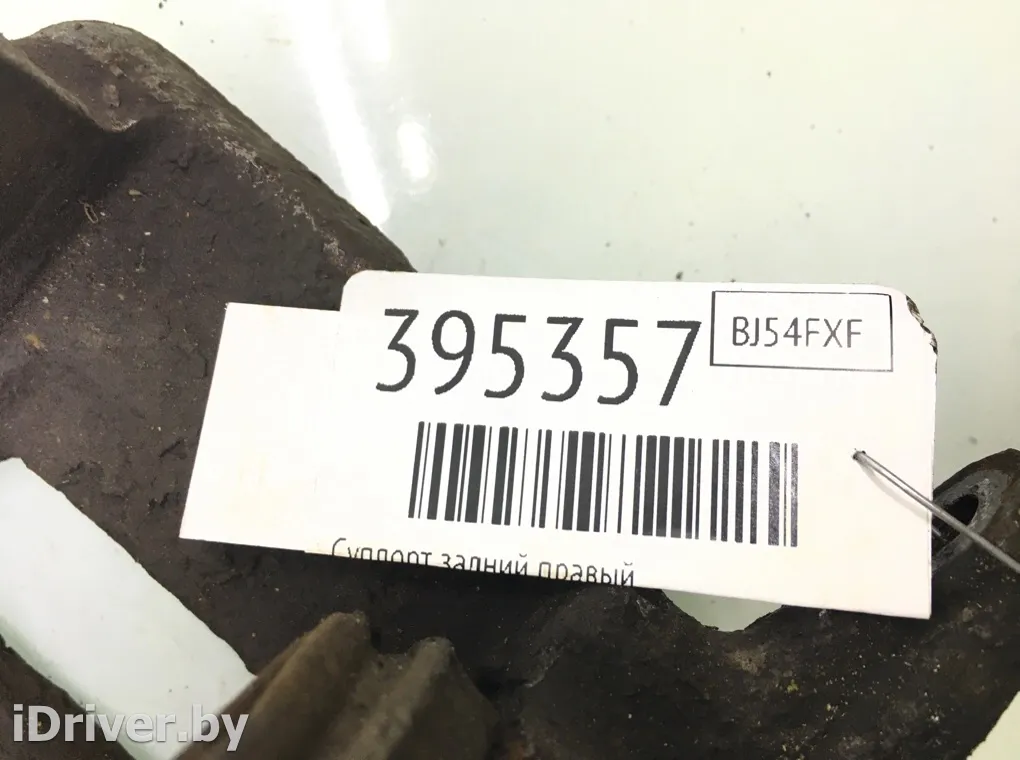 395357
BJ54FXF
Суппорт задний правый
iDriver.by